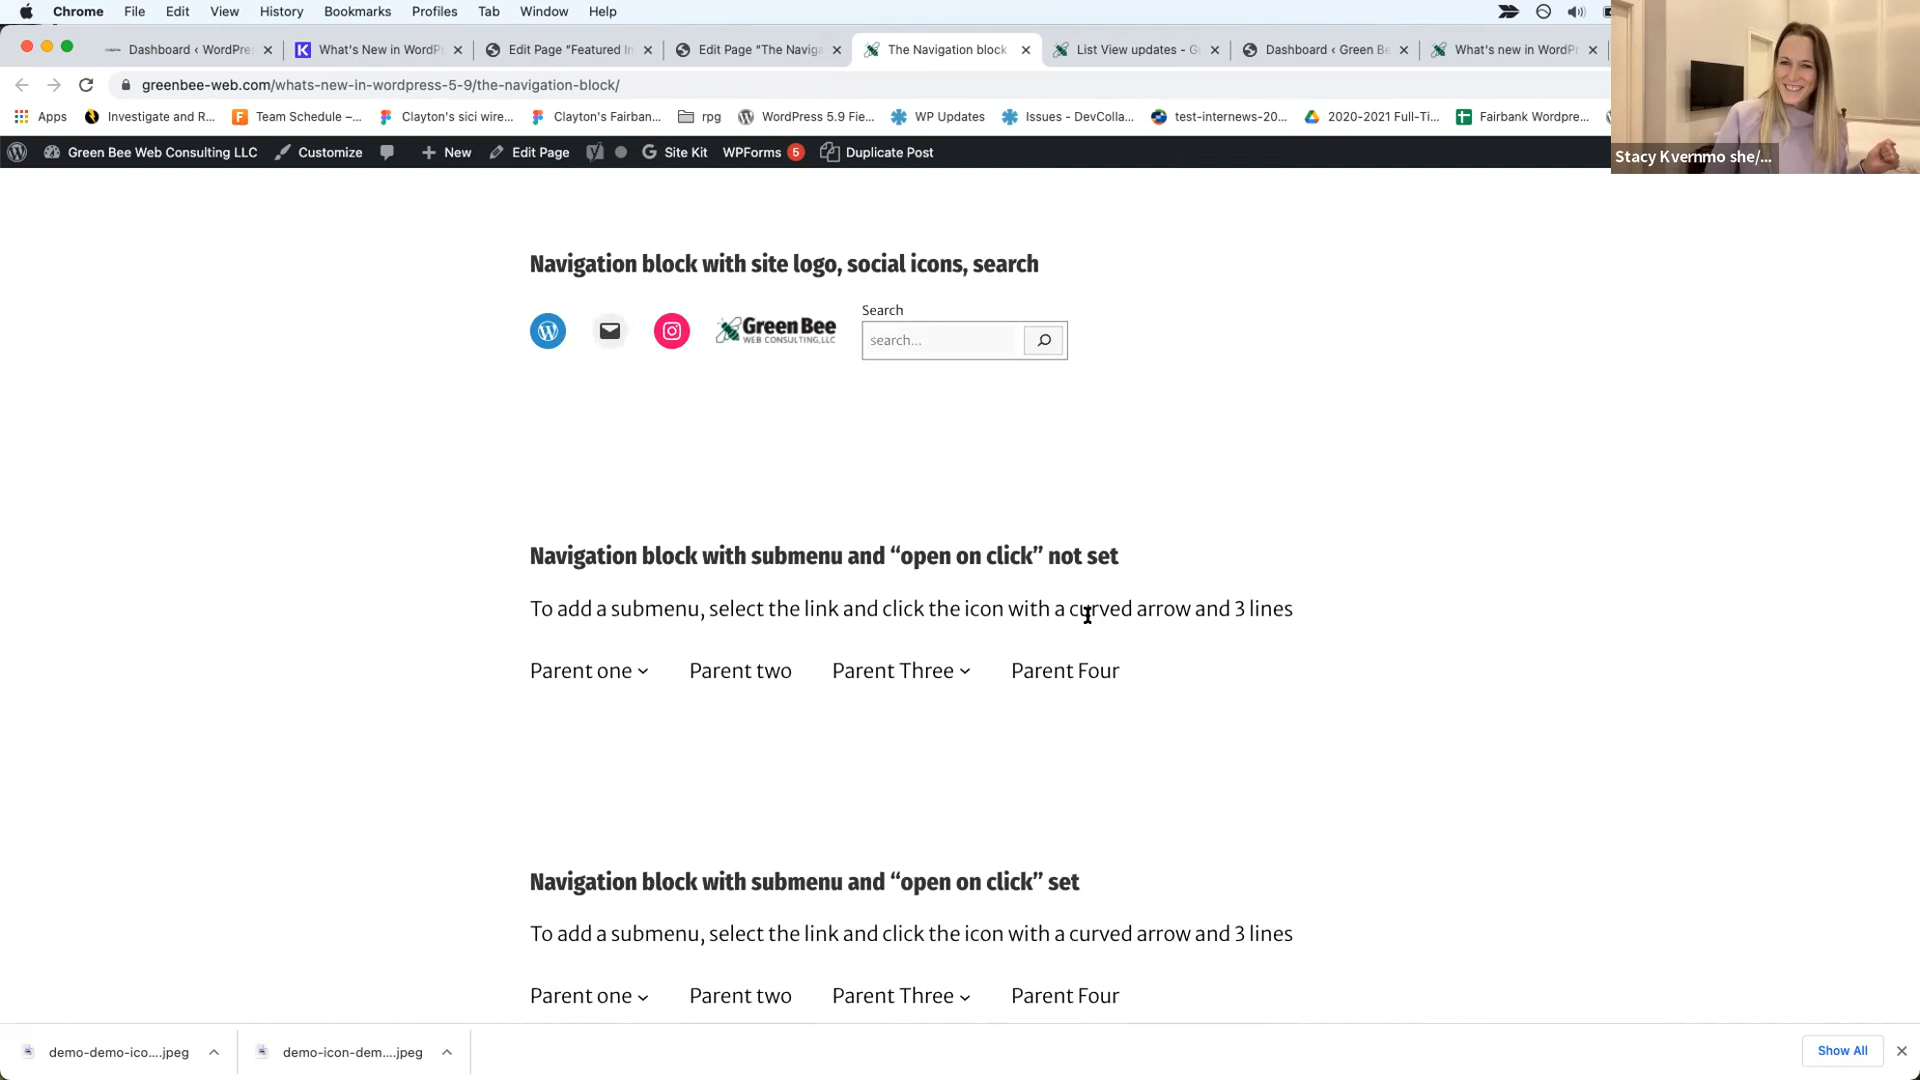 Chrome File Edit View History Bookmarks Profiles Tab Window Help
Dashboard ‹ WordPre What's New in WordP Edit Page “Featured I Edit Page “The Naviga The Navigation block List View updates - G Dashboard ‹ Green Be What's new in WordP
greenbee-web.com/whats-new-in-wordpress-5-9/the-navigation-block/
Apps Investigate and R... Team Schedule –... Clayton's sici wire... Clayton's Fairban... rpg WordPress 5.9 Fie... WP Updates Issues - DevColla... test-internews-20... 2020-2021 Full-Ti... Fairbank Wordpre...
Green Bee Web Consulting LLC Customize New Edit Page Site Kit WPForms 5 Duplicate Post
Stacy Kvernmo she/...
Navigation block with site logo, social icons, search
Search
Green Bee
WEB CONSULTING, LLC
search...
Navigation block with submenu and “open on click” not set
To add a submenu, select the link and click the icon with a curved arrow and 3 lines
Parent one Parent two Parent Three Parent Four
Navigation block with submenu and “open on click” set
To add a submenu, select the link and click the icon with a curved arrow and 3 lines
Parent one Parent two Parent Three Parent Four
demo-demo-ico....jpeg demo-icon-dem....jpeg Show All